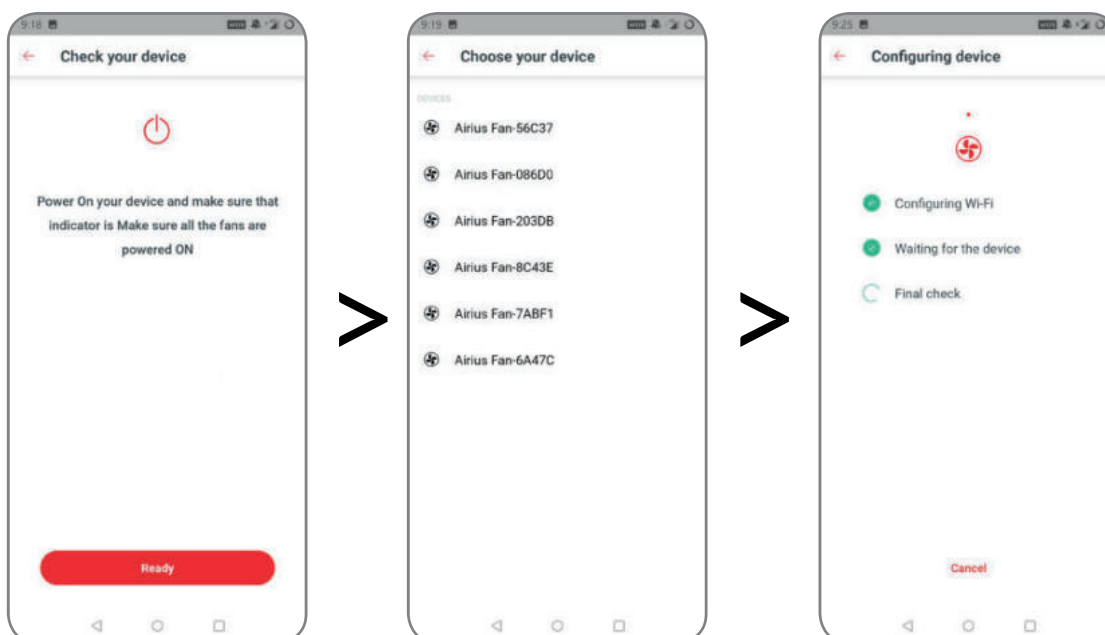 9:18
Check your device
Power On your device and make sure that
indicator is Make sure all the fans are
powered ON
Ready
>
9:19
Choose your device
DEVICES
Airius Fan-56C37
Airius Fan-086D0
Airius Fan-203DB
Airius Fan-8C43E
Airius Fan-7ABF1
Airius Fan-6A47C
>
9:25
Configuring device
Configuring Wi-Fi
Waiting for the device
Final check
Cancel